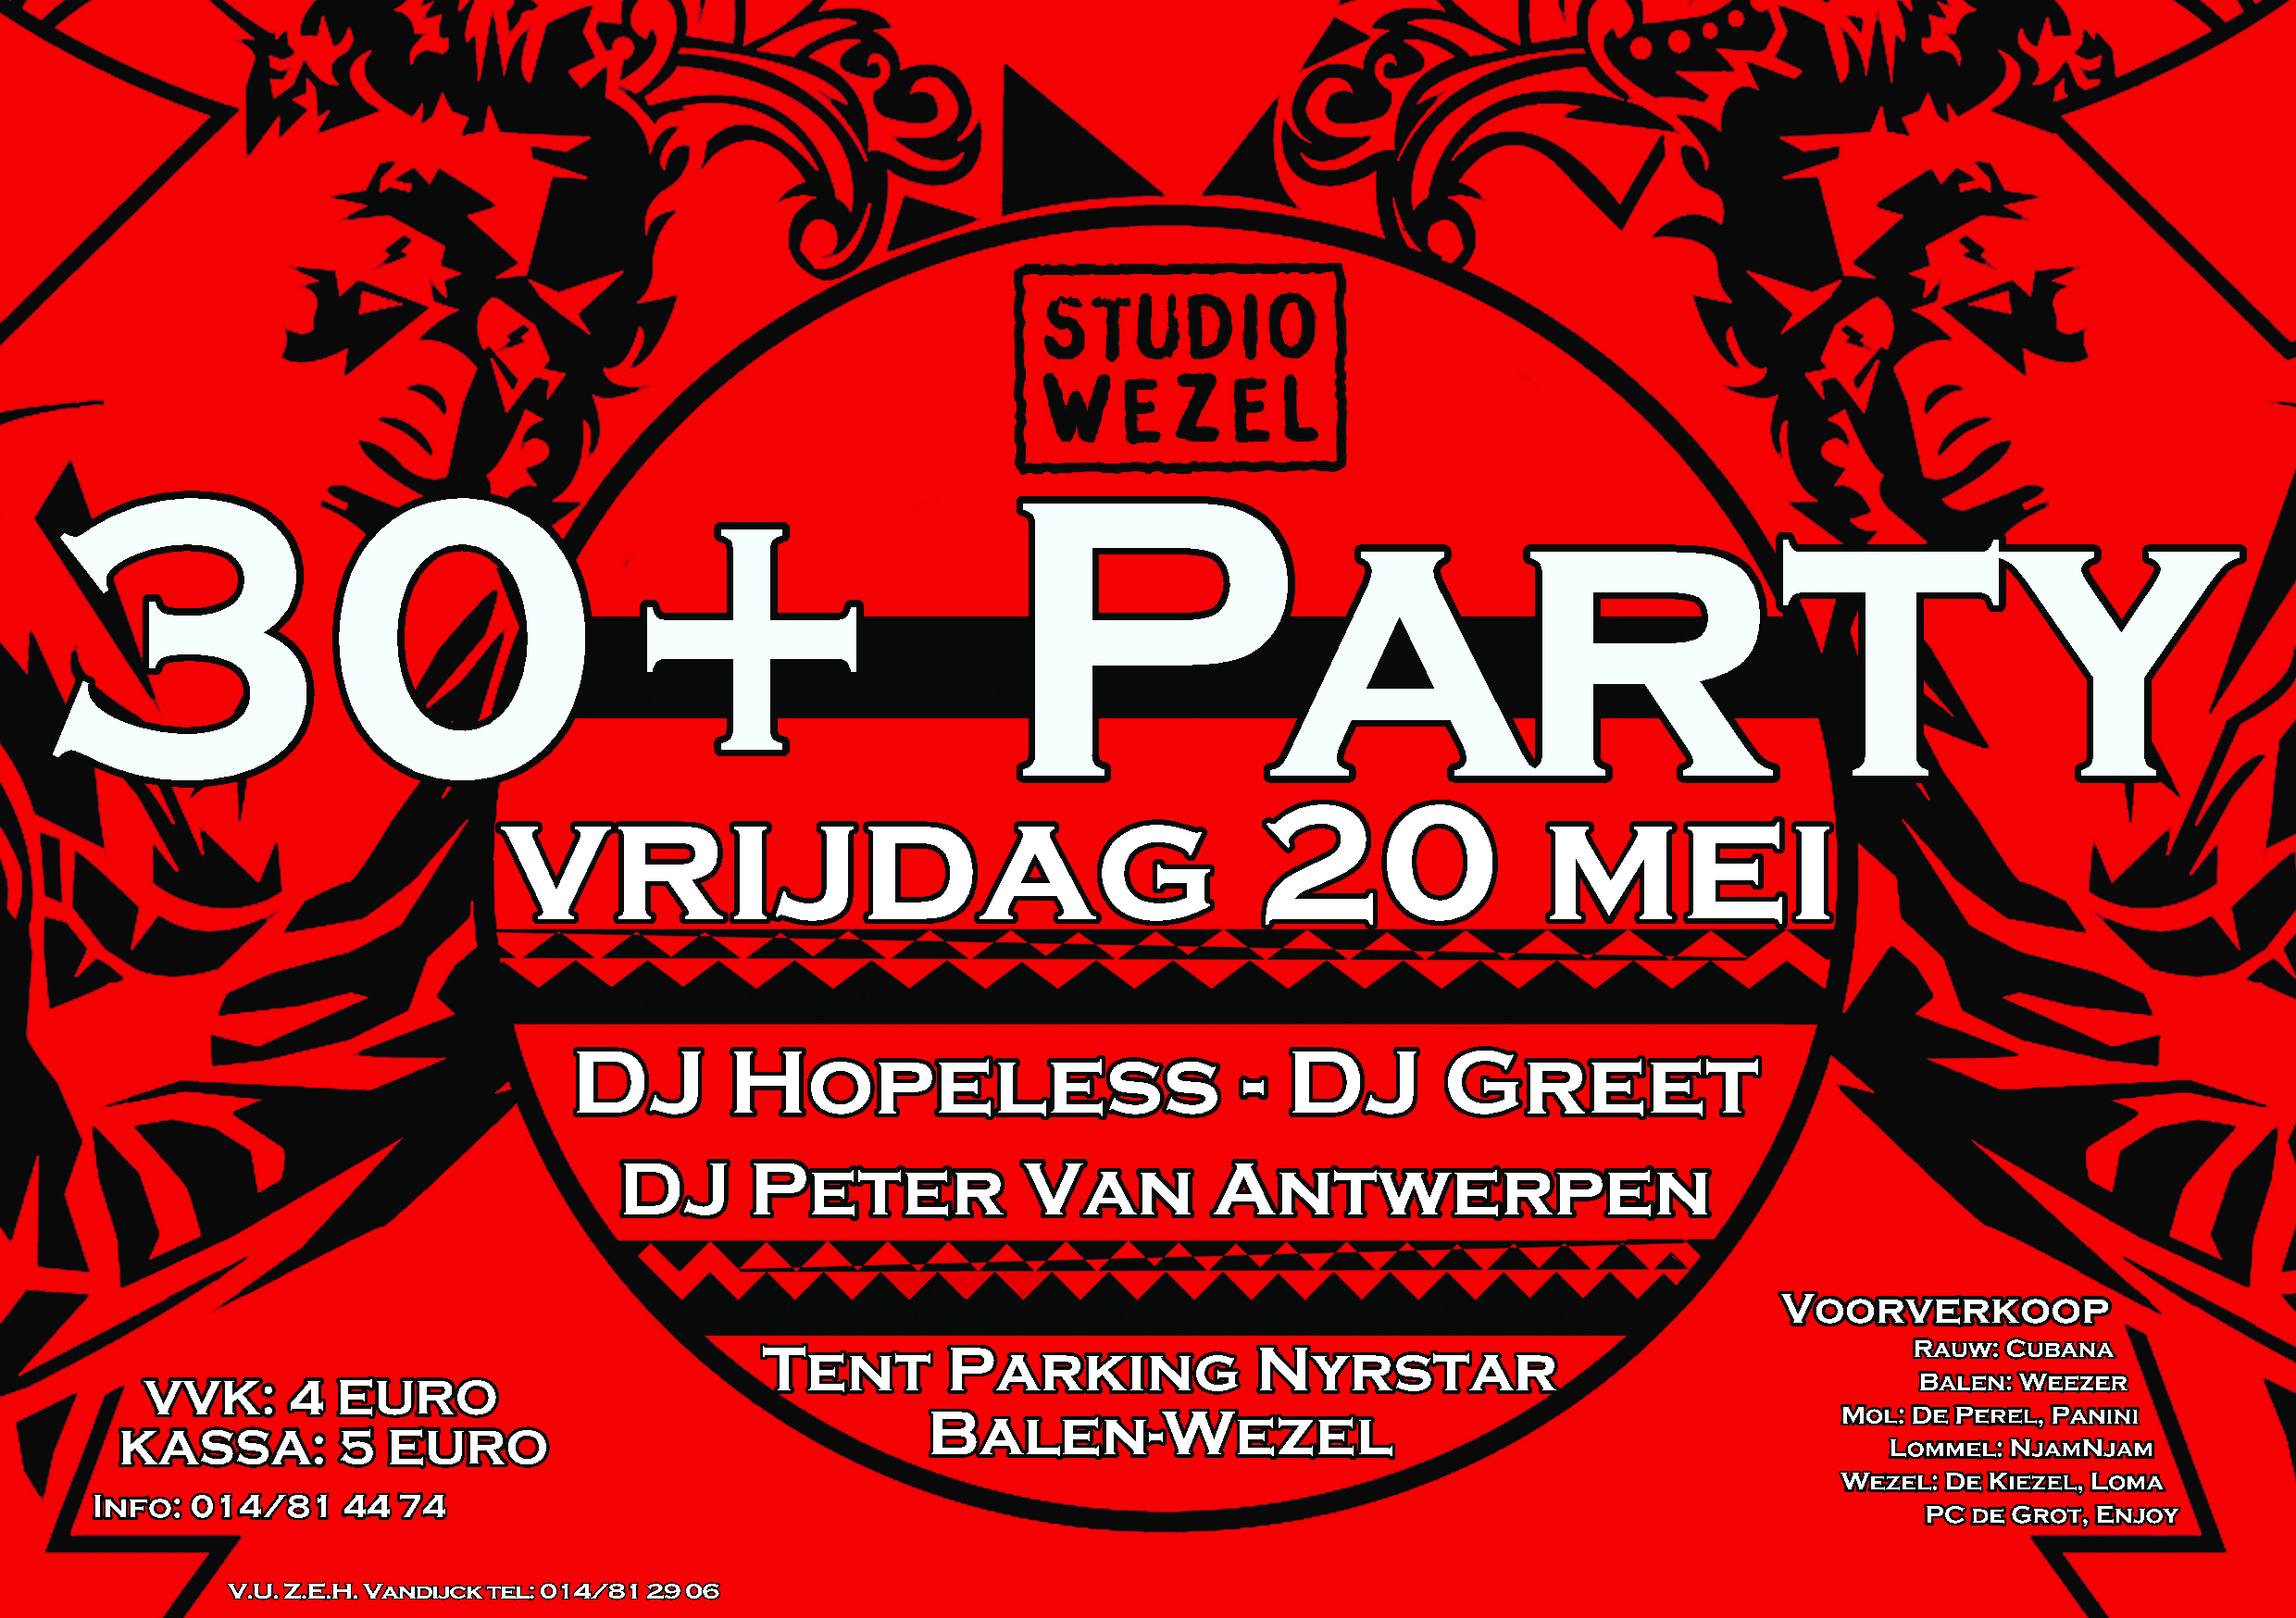 STUDIO
WEZEL
30+ Party
vrijdag 20 mei
DJ Hopeless - DJ Greet
DJ Peter Van Antwerpen
Tent Parking Nyrstar
Balen-Wezel
VVK: 4 EURO
KASSA: 5 EURO
Info: 014/81 44 74
V.U. Z.E.H. Vandijck tel: 014/81 29 06
Voorverkoop
Rauw: Cubana
Balen: Weezer
Mol: De Perel, Panini
Lommel: NjamNjam
Wezel: De Kiezel, Loma
PC de Grot, Enjoy